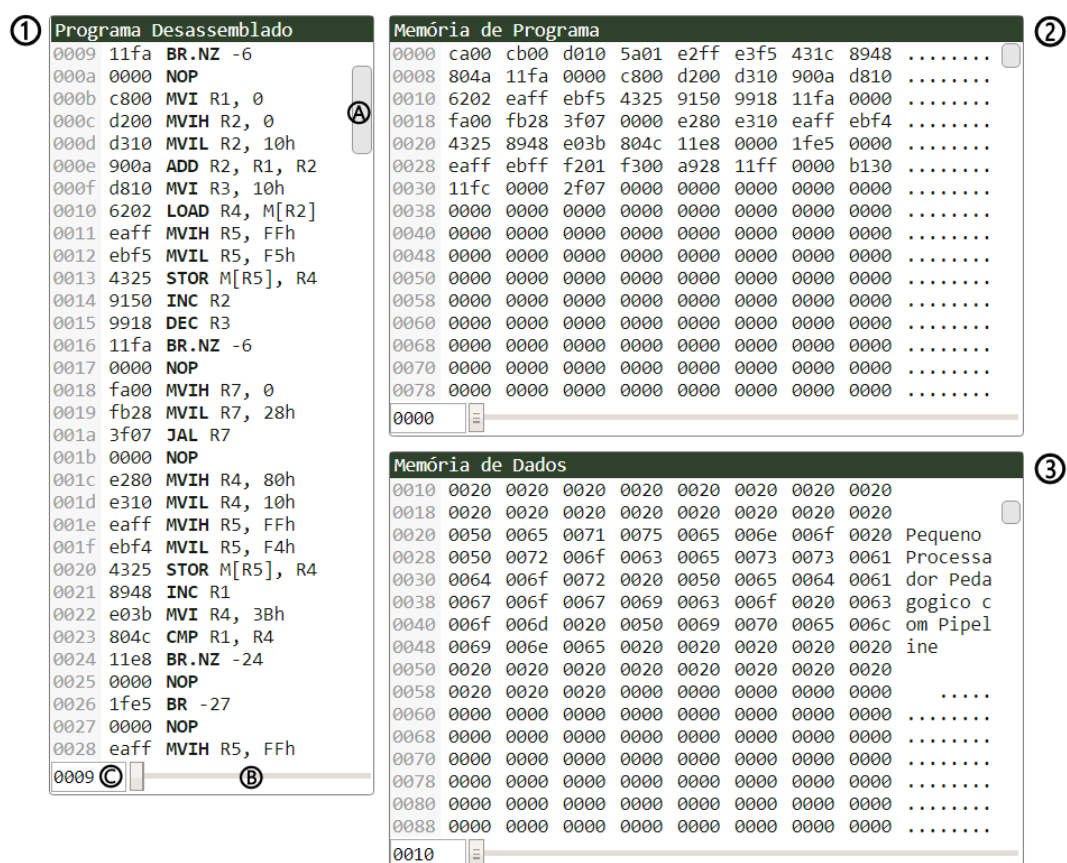 ① Programa Desassemblado
0009 11fa BR.NZ -6
000a 0000 NOP
000b c800 MVI R1, 0
Ⓐ
000c d200 MVIH R2, 0
000d d310 MVIL R2, 10h
000e 900a ADD R2, R1, R2
000f d810 MVI R3, 10h
0010 6202 LOAD R4, M[R2]
0011 eaff MVIH R5, FFh
0012 ebf5 MVIL R5, F5h
0013 4325 STOR M[R5], R4
0014 9150 INC R2
0015 9918 DEC R3
0016 11fa BR.NZ -6
0017 0000 NOP
0018 fa00 MVIH R7, 0
0019 fb28 MVIL R7, 28h
001a 3f07 JAL R7
001b 0000 NOP
001c e280 MVIH R4, 80h
001d e310 MVIL R4, 10h
001e eaff MVIH R5, FFh
001f ebf4 MVIL R5, F4h
0020 4325 STOR M[R5], R4
0021 8948 INC R1
0022 e03b MVI R4, 3Bh
0023 804c CMP R1, R4
0024 11e8 BR.NZ -24
0025 0000 NOP
0026 1fe5 BR -27
0027 0000 NOP
0028 eaff MVIH R5, FFh
0009 Ⓒ Ⓑ
Memória de Programa ②
0000 ca00 cb00 d010 5a01 e2ff e3f5 431c 8948 ........
0008 804a 11fa 0000 c800 d200 d310 900a d810 ........
0010 6202 eaff ebf5 4325 9150 9918 11fa 0000 ........
0018 fa00 fb28 3f07 0000 e280 e310 eaff ebf4 ........
0020 4325 8948 e03b 804c 11e8 0000 1fe5 0000 ........
0028 eaff ebff f201 f300 a928 11ff 0000 b130 ........
0030 11fc 0000 2f07 0000 0000 0000 0000 0000 ........
0038 0000 0000 0000 0000 0000 0000 0000 0000 ........
0040 0000 0000 0000 0000 0000 0000 0000 0000 ........
0048 0000 0000 0000 0000 0000 0000 0000 0000 ........
0050 0000 0000 0000 0000 0000 0000 0000 0000 ........
0058 0000 0000 0000 0000 0000 0000 0000 0000 ........
0060 0000 0000 0000 0000 0000 0000 0000 0000 ........
0068 0000 0000 0000 0000 0000 0000 0000 0000 ........
0070 0000 0000 0000 0000 0000 0000 0000 0000 ........
0078 0000 0000 0000 0000 0000 0000 0000 0000 ........
0000
Memória de Dados ③
0010 0020 0020 0020 0020 0020 0020 0020 0020
0018 0020 0020 0020 0020 0020 0020 0020 0020
0020 0050 0065 0071 0075 0065 006e 006f 0020 Pequeno
0028 0050 0072 006f 0063 0065 0073 0073 0061 Processa
0030 0064 006f 0072 0020 0050 0065 0064 0061 dor Peda
0038 0067 006f 0067 0069 0063 006f 0020 0063 gogico c
0040 006f 006d 0020 0050 0069 0070 0065 006c om Pipel
0048 0069 006e 0065 0020 0020 0020 0020 0020 ine
0050 0020 0020 0020 0020 0020 0020 0020 0020
0058 0020 0020 0020 0000 0000 0000 0000 0000 .....
0060 0000 0000 0000 0000 0000 0000 0000 0000 ........
0068 0000 0000 0000 0000 0000 0000 0000 0000 ........
0070 0000 0000 0000 0000 0000 0000 0000 0000 ........
0078 0000 0000 0000 0000 0000 0000 0000 0000 ........
0080 0000 0000 0000 0000 0000 0000 0000 0000 ........
0088 0000 0000 0000 0000 0000 0000 0000 0000 ........
0010